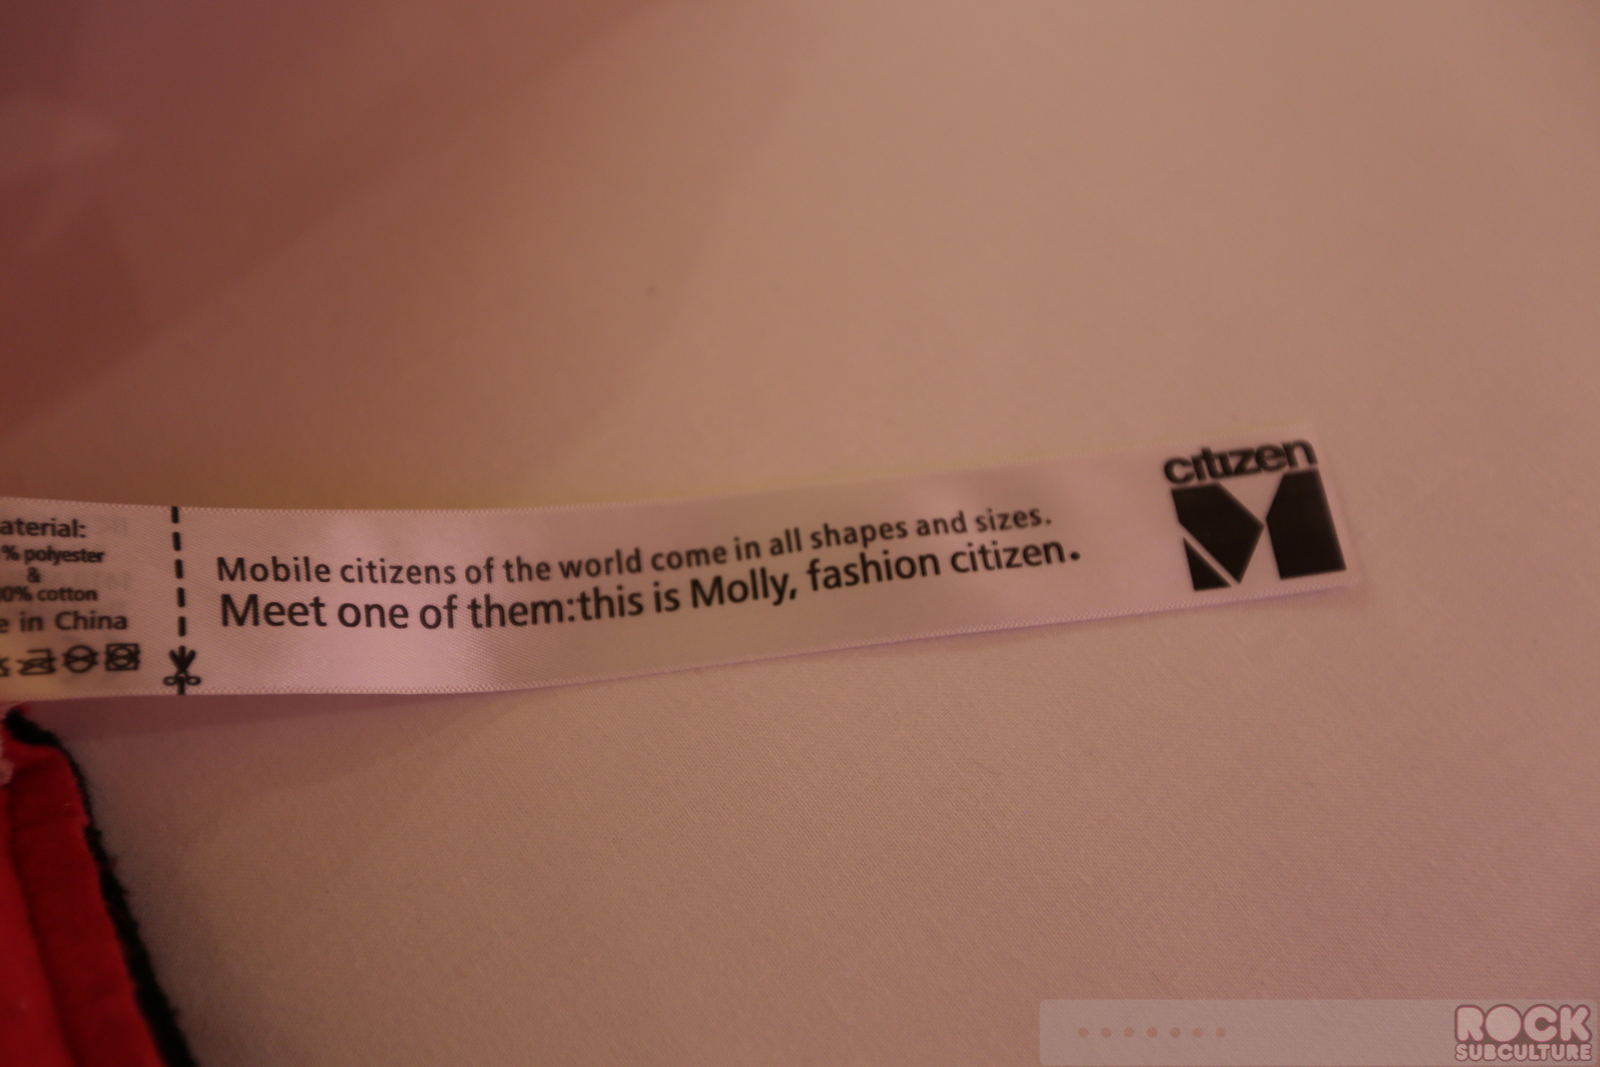 aterial:
% polyester
&
0% cotton
e in China
Mobile citizens of the world come in all shapes and sizes.
Meet one of them:this is Molly, fashion citizen.
citizen
M
ROCK
SUBCULTURE